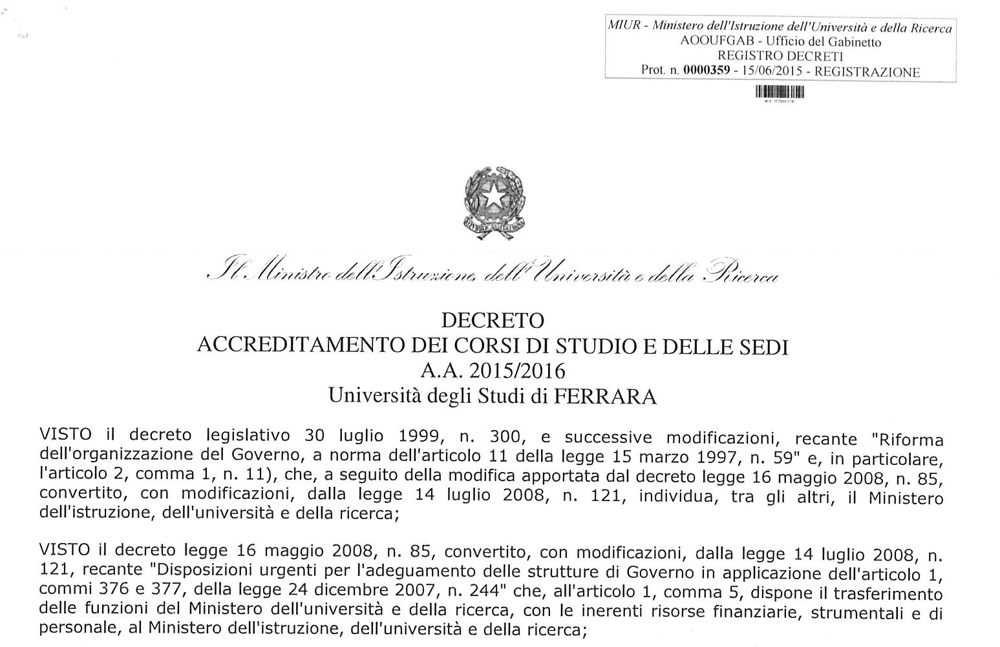 MIUR - Ministero dell'Istruzione dell'Università e della Ricerca
AOOUFGAB - Ufficio del Gabinetto
REGISTRO DECRETI
Prot. n. 0000359 - 15/06/2015 - REGISTRAZIONE
Il Ministro dell'Istruzione, dell'Università e della Ricerca
DECRETO
ACCREDITAMENTO DEI CORSI DI STUDIO E DELLE SEDI
A.A. 2015/2016
Università degli Studi di FERRARA
VISTO il decreto legislativo 30 luglio 1999, n. 300, e successive modificazioni, recante "Riforma
dell'organizzazione del Governo, a norma dell'articolo 11 della legge 15 marzo 1997, n. 59" e, in particolare,
l'articolo 2, comma 1, n. 11), che, a seguito della modifica apportata dal decreto legge 16 maggio 2008, n. 85,
convertito, con modificazioni, dalla legge 14 luglio 2008, n. 121, individua, tra gli altri, il Ministero
dell'istruzione, dell'università e della ricerca;
VISTO il decreto legge 16 maggio 2008, n. 85, convertito, con modificazioni, dalla legge 14 luglio 2008, n.
121, recante "Disposizioni urgenti per l'adeguamento delle strutture di Governo in applicazione dell'articolo 1,
commi 376 e 377, della legge 24 dicembre 2007, n. 244" che, all'articolo 1, comma 5, dispone il trasferimento
delle funzioni del Ministero dell'università e della ricerca, con le inerenti risorse finanziarie, strumentali e di
personale, al Ministero dell'istruzione, dell'università e della ricerca;